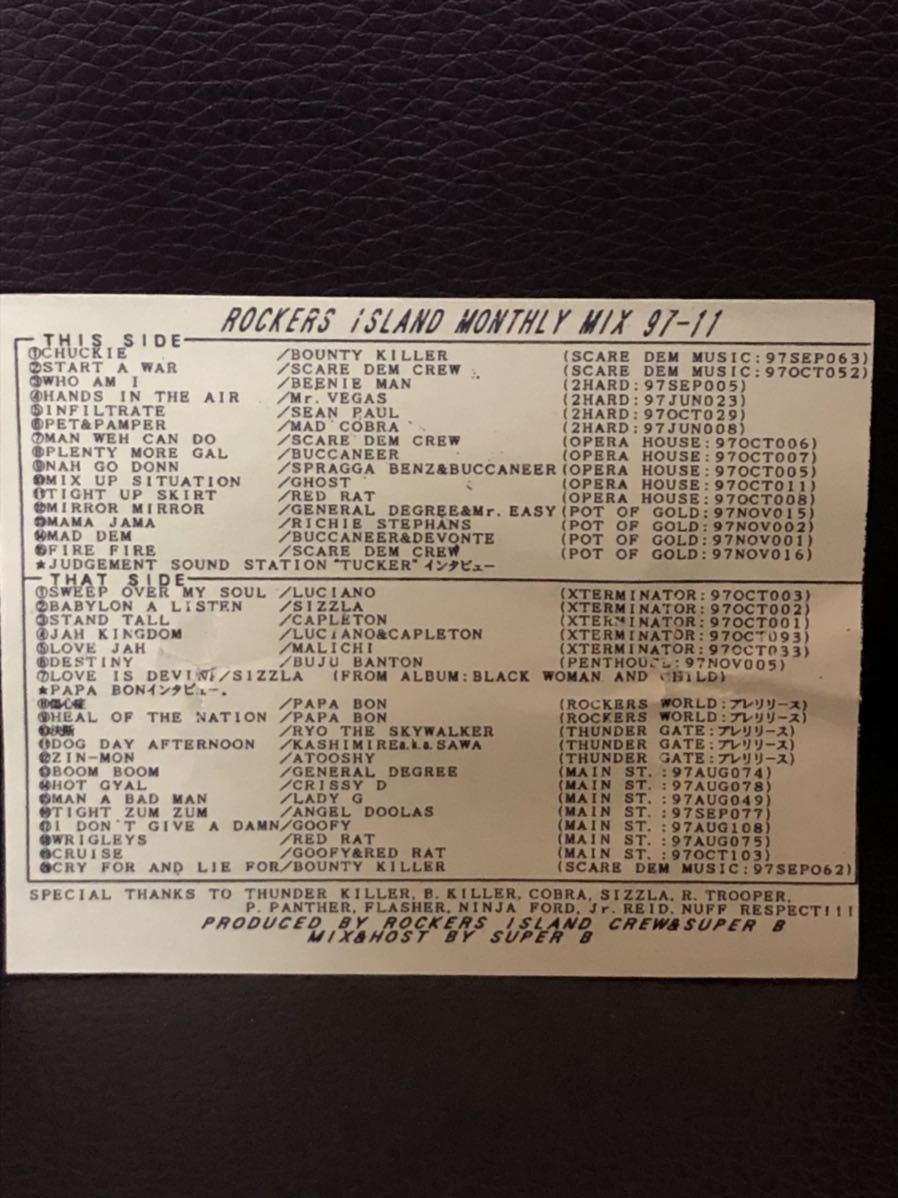 ROCKERS iSLAND MONTHLY MIX 97-11
THIS SIDE
①CHUCKIE /BOUNTY KILLER (SCARE DEM MUSIC:97SEP063)
②START A WAR /SCARE DEM CREW (SCARE DEM MUSIC:97OCT052)
③WHO AM I /BEENIE MAN (2HARD:97SEP005)
④HANDS IN THE AIR /Mr.VEGAS (2HARD:97JUN023)
⑤INFILTRATE /SEAN PAUL (2HARD:97OCT029)
⑥PET&PAMPER /MAD COBRA (2HARD:97JUN008)
⑦MAN WEH CAN DO /SCARE DEM CREW (OPERA HOUSE:97OCT006)
⑧PLENTY MORE GAL /BUCCANEER (OPERA HOUSE:97OCT007)
⑨NAH GO DONN /SPRAGGA BENZ&BUCCANEER (OPERA HOUSE:97OCT005)
⑩MIX UP SITUATION /GHOST (OPERA HOUSE:97OCT011)
⑪TIGHT UP SKIRT /RED RAT (OPERA HOUSE:97OCT008)
⑫MIRROR MIRROR /GENERAL DEGREE&Mr.EASY (POT OF GOLD:97NOV015)
⑬MAMA JAMA /RICHIE STEPHANS (POT OF GOLD:97NOV002)
⑭MAD DEM /BUCCANEER&DEVONTE (POT OF GOLD:97NOV001)
⑮FIRE FIRE /SCARE DEM CREW (POT OF GOLD:97NOV016)
★JUDGEMENT SOUND STATION "TUCKER" インタビュー
THAT SIDE
①SWEEP OVER MY SOUL /LUCIANO (XTERMINATOR:97OCT003)
②BABYLON A LISTEN /SIZZLA (XTERMINATOR:97OCT002)
③STAND TALL /CAPLETON (XTERMINATOR:97OCT001)
④JAH KINGDOM /LUCIANO&CAPLETON (XTERMINATOR:97OCT093)
⑤LOVE JAH /MALICHI (XTERMINATOR:97OCT033)
⑥DESTINY /BUJU BANTON (PENTHOUSE:97NOV005)
⑦LOVE IS DEVINE/SIZZLA (FROM ALBUM:BLACK WOMAN AND CHILD)
★PAPA BONインタビュー。
⑧傷心症 /PAPA BON (ROCKERS WORLD:プレリリース)
⑨HEAL OF THE NATION /PAPA BON (ROCKERS WORLD:プレリリース)
⑩決断 /RYO THE SKYWALKER (THUNDER GATE:プレリリース)
⑪DOG DAY AFTERNOON /KASHIMIREa.k.a.SAWA (THUNDER GATE:プレリリース)
⑫ZIN-MON /ATOOSHY (THUNDER GATE:プレリリース)
⑬BOOM BOOM /GENERAL DEGREE (MAIN ST.:97AUG074)
⑭HOT GYAL /CRISSY D (MAIN ST.:97AUG078)
⑮MAN A BAD MAN /LADY G (MAIN ST.:97AUG049)
⑯TIGHT ZUM ZUM /ANGEL DOOLAS (MAIN ST.:97SEP077)
⑰I DON'T GIVE A DAMN/GOOFY (MAIN ST.:97AUG108)
⑱WRIGLEYS /RED RAT (MAIN ST.:97AUG075)
⑲CRUISE /GOOFY&RED RAT (MAIN ST.:97OCT103)
⑳CRY FOR AND LIE FOR/BOUNTY KILLER (SCARE DEM MUSIC:97SEP062)
SPECIAL THANKS TO THUNDER KILLER, B. KILLER, COBRA, SIZZLA, R. TROOPER,
P. PANTHER, FLASHER, NINJA FORD, Jr.REID, NUFF RESPECT!!!
PRODUCED BY ROCKERS iSLAND CREW&SUPER B
MIX&HOST BY SUPER B